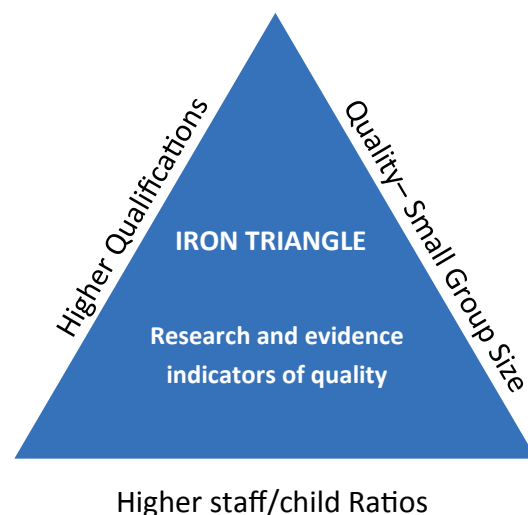 Higher Qualifications
Quality– Small Group Size
IRON TRIANGLE
Research and evidence
indicators of quality
Higher staff/child Ratios